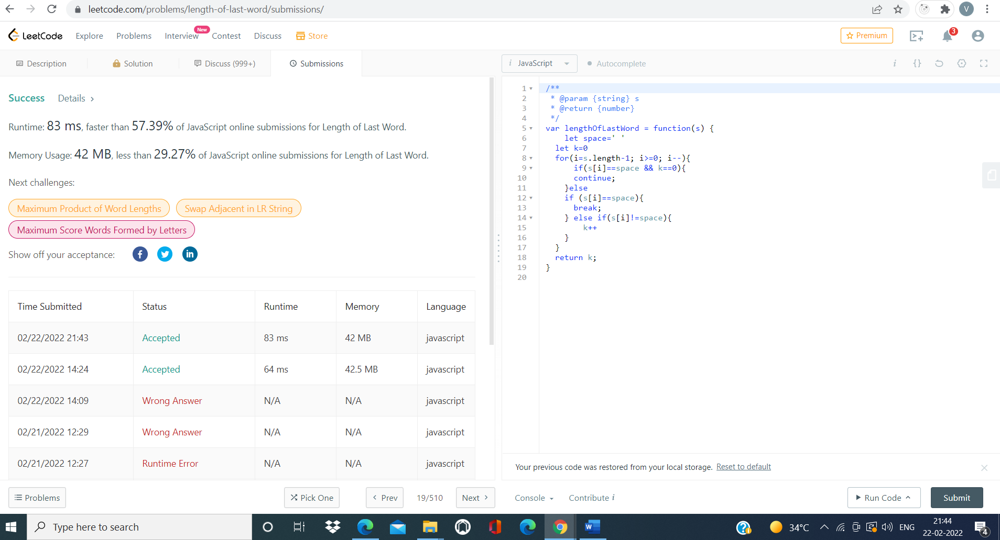 leetcode.com/problems/length-of-last-word/submissions/
V
LeetCode
Explore
Problems
Interview
New
Contest
Discuss
Store
Premium
3
Description
Solution
Discuss (999+)
Submissions
i JavaScript
Autocomplete
i {}
Success Details >
Runtime: 83 ms, faster than 57.39% of JavaScript online submissions for Length of Last Word.
Memory Usage: 42 MB, less than 29.27% of JavaScript online submissions for Length of Last Word.
Next challenges:
Maximum Product of Word Lengths
Swap Adjacent in LR String
Maximum Score Words Formed by Letters
Show off your acceptance:
f in
Time Submitted Status Runtime Memory Language
02/22/2022 21:43 Accepted 83 ms 42 MB javascript
02/22/2022 14:24 Accepted 64 ms 42.5 MB javascript
02/22/2022 14:09 Wrong Answer N/A N/A javascript
02/21/2022 12:29 Wrong Answer N/A N/A javascript
02/21/2022 12:27 Runtime Error N/A N/A javascript
1 /**
2 * @param {string} s
3 * @return {number}
4 */
5 var lengthOfLastWord = function(s) {
6 let space=' '
7 let k=0
8 for(i=s.length-1; i>=0; i--){
9 if(s[i]==space && k==0){
10 continue;
11 }else
12 if (s[i]==space){
13 break;
14 } else if(s[i]!=space){
15 k++
16 }
17 }
18 return k;
19 }
20
Your previous code was restored from your local storage. Reset to default
Problems
Pick One
< Prev
19/510
Next >
Console
Contribute i
Run Code
Submit
Type here to search
W
34°C
ENG
21:44
22-02-2022
4